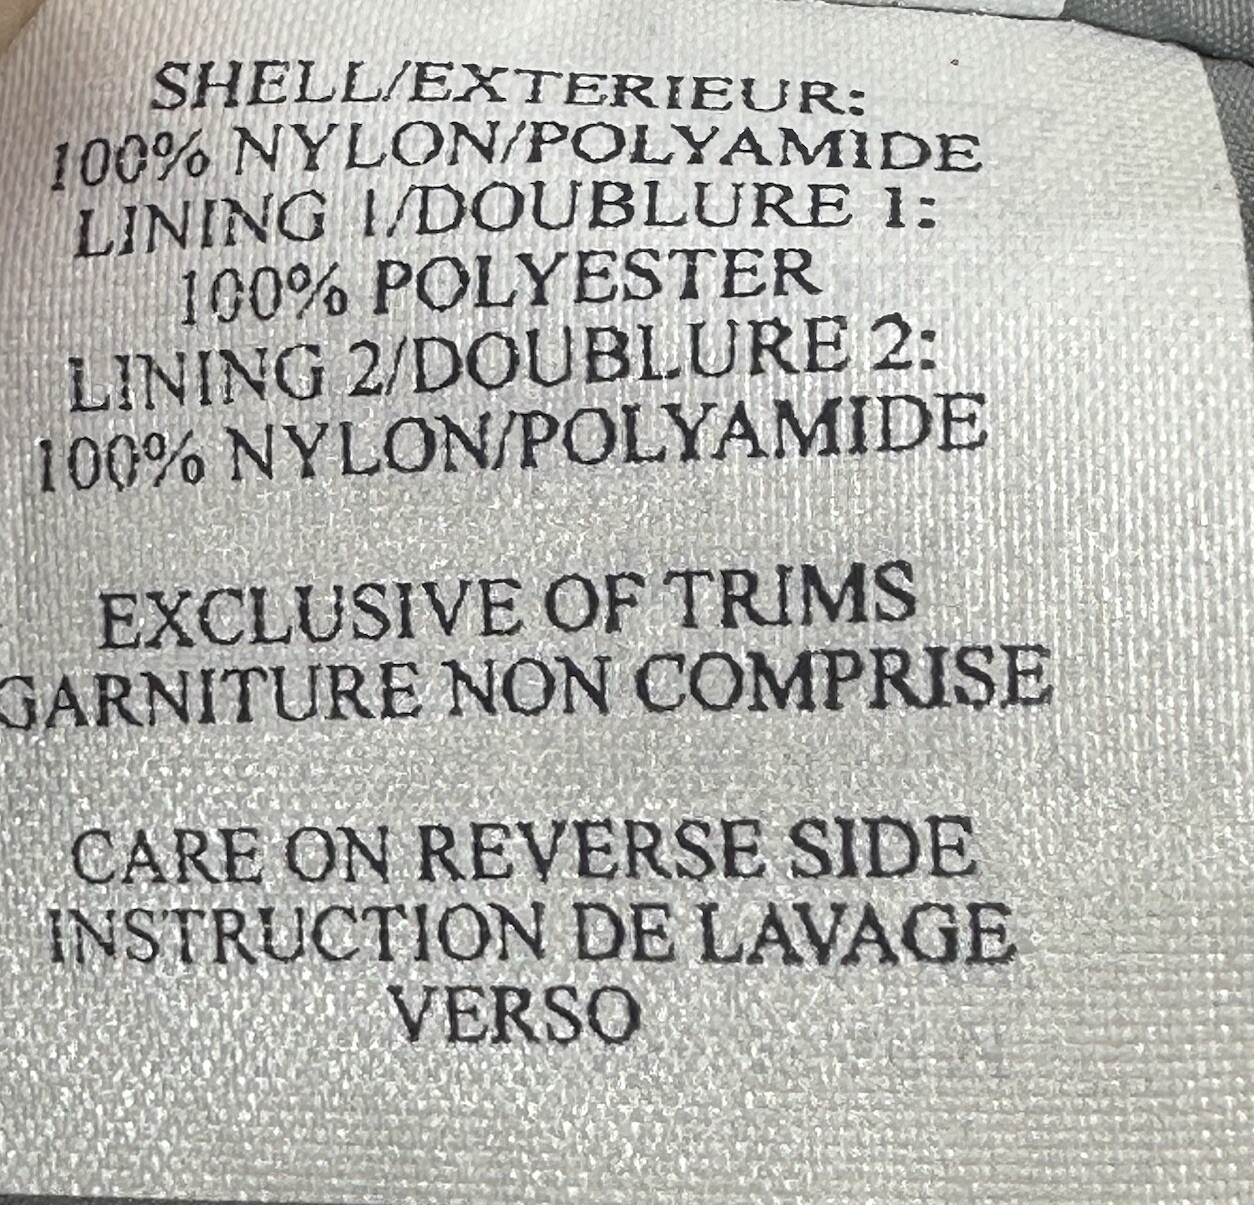 SHELL/EXTERIEUR:
100% NYLON/POLYAMIDE
LINING 1/DOUBLURE 1:
100% POLYESTER
LINING 2/DOUBLURE 2:
100% NYLON/POLYAMIDE
EXCLUSIVE OF TRIMS
GARNITURE NON COMPRISE
CARE ON REVERSE SIDE
INSTRUCTION DE LAVAGE
VERSO